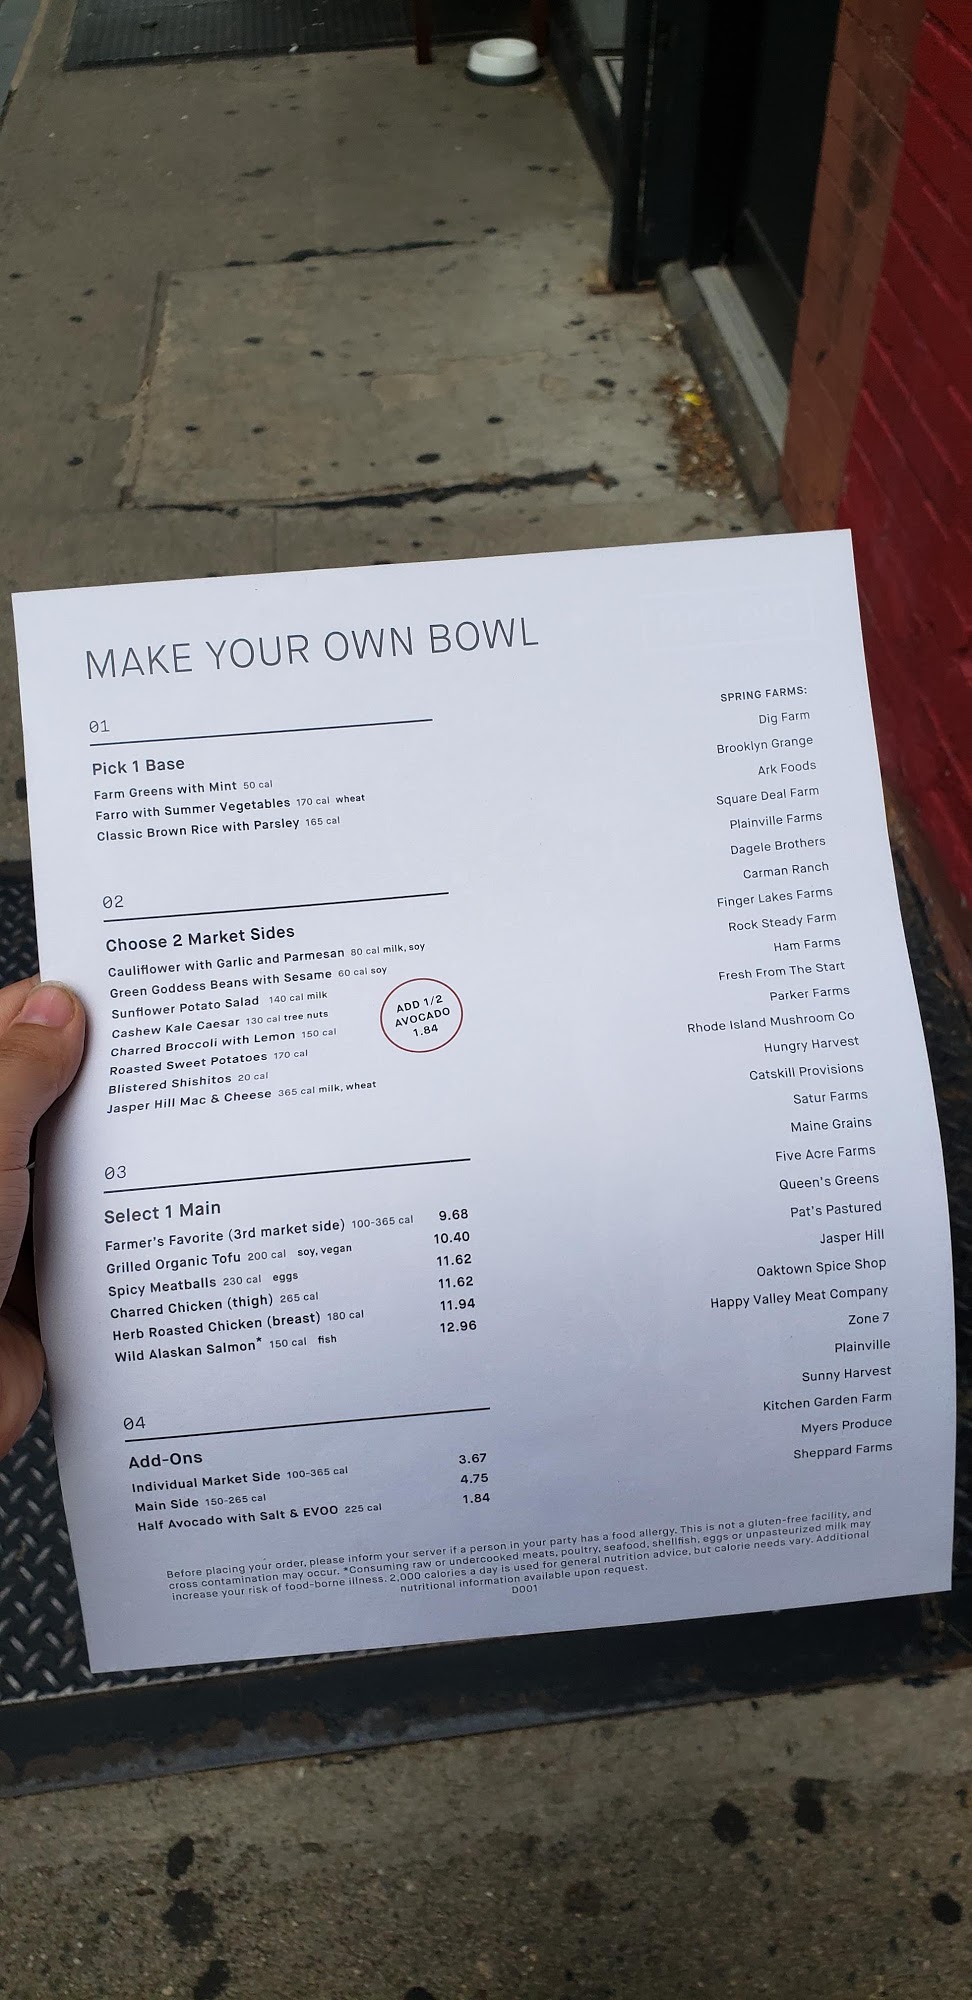 MAKE YOUR OWN BOWL
01
Pick 1 Base
Farm Greens with Mint 50 cal
Farro with Summer Vegetables 170 cal wheat
Classic Brown Rice with Parsley 165 cal
02
Choose 2 Market Sides
Cauliflower with Garlic and Parmesan 80 cal milk, soy
Green Goddess Beans with Sesame 60 cal soy
Sunflower Potato Salad 140 cal milk
Cashew Kale Caesar 130 cal tree nuts
Charred Broccoli with Lemon 150 cal
Roasted Sweet Potatoes 170 cal
Blistered Shishitos 20 cal
Jasper Hill Mac & Cheese 365 cal milk, wheat
ADD 1/2
AVOCADO
1.84
03
Select 1 Main
Farmer's Favorite (3rd market side) 100-365 cal 9.68
Grilled Organic Tofu 200 cal soy, vegan 10.40
Spicy Meatballs 230 cal eggs 11.62
Charred Chicken (thigh) 265 cal 11.62
Herb Roasted Chicken (breast) 180 cal 11.94
Wild Alaskan Salmon* 150 cal fish 12.96
04
Add-Ons
Individual Market Side 100-365 cal 3.67
Main Side 150-265 cal 4.75
Half Avocado with Salt & EVOO 225 cal 1.84
SPRING FARMS:
Dig Farm
Brooklyn Grange
Ark Foods
Square Deal Farm
Plainville Farms
Dagele Brothers
Carman Ranch
Finger Lakes Farms
Rock Steady Farm
Ham Farms
Fresh From The Start
Parker Farms
Rhode Island Mushroom Co
Hungry Harvest
Catskill Provisions
Satur Farms
Maine Grains
Five Acre Farms
Queen's Greens
Pat's Pastured
Jasper Hill
Oaktown Spice Shop
Happy Valley Meat Company
Zone 7
Plainville
Sunny Harvest
Kitchen Garden Farm
Myers Produce
Sheppard Farms
Before placing your order, please inform your server if a person in your party has a food allergy. This is not a gluten-free facility, and
cross contamination may occur. *Consuming raw or undercooked meats, poultry, seafood, shellfish, eggs or unpasteurized milk may
increase your risk of food-borne illness. 2,000 calories a day is used for general nutrition advice, but calorie needs vary. Additional
nutritional information available upon request.
D001